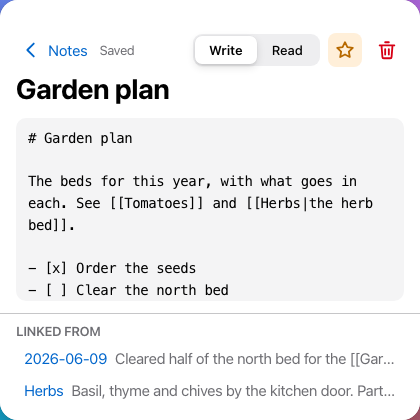 Notes Saved Write Read
Garden plan
# Garden plan
The beds for this year, with what goes in
each. See [[Tomatoes]] and [[Herbs|the herb
bed]].
- [x] Order the seeds
- [ ] Clear the north bed
LINKED FROM
2026-06-09 Cleared half of the north bed for the [[Gar...
Herbs Basil, thyme and chives by the kitchen door. Part...